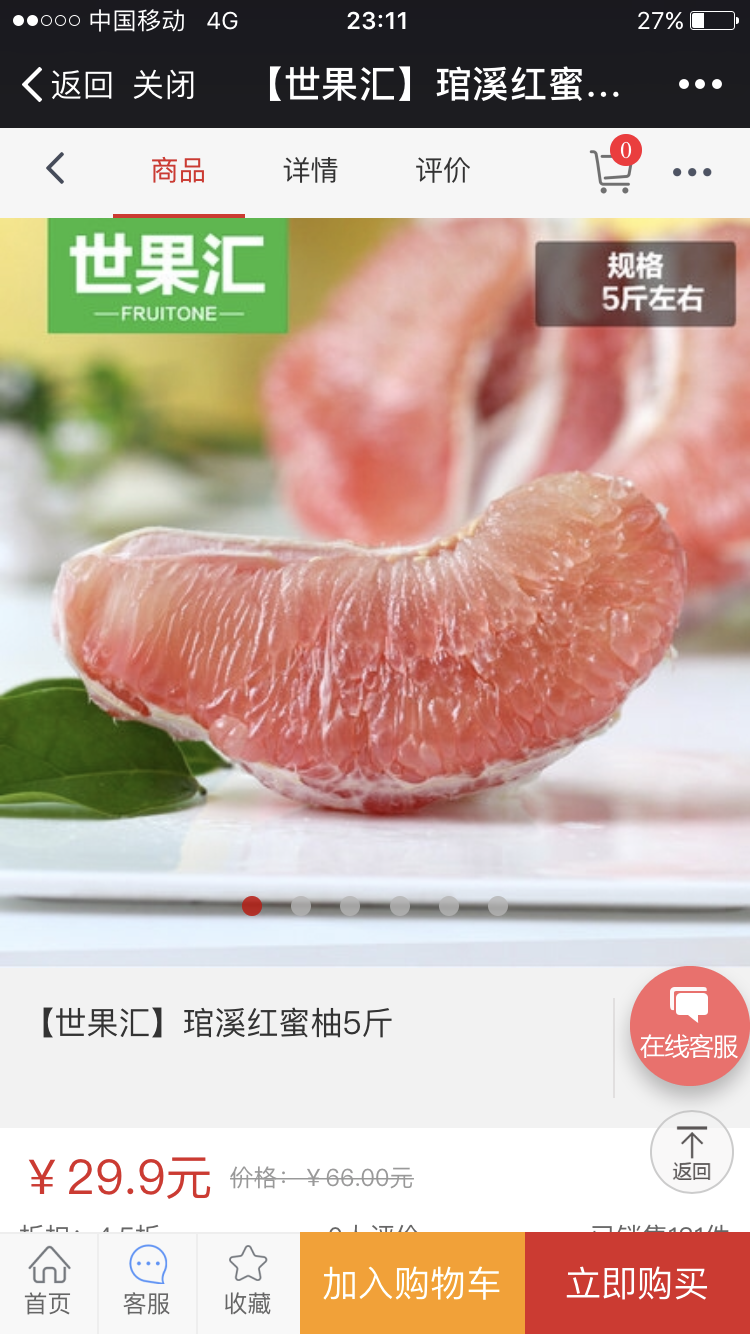 中国移动 4G 23:11 27%
返回 关闭 【世果汇】琯溪红蜜...
商品 详情 评价 0
世果汇
FRUITONE
规格
5斤左右
【世果汇】琯溪红蜜柚5斤
在线客服
￥29.9元 价格：￥66.00元
返回
首页 客服 收藏 加入购物车 立即购买